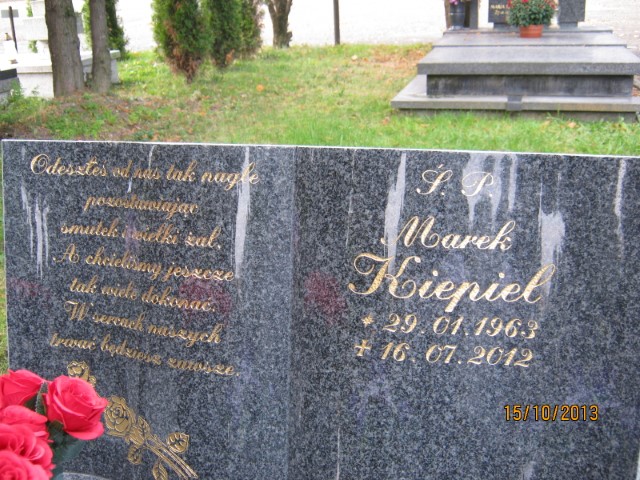 Odeszłeś od nas tak nagle
pozostawiając
smutek i wielki żal.
A chcieliśmy jeszcze
tak wiele dokonać.
W sercach naszych
trwać będziesz zawsze.
Ś. P
Marek
Kiepiel
* 29. 01. 1963
+ 16. 07. 2012
15/10/2013